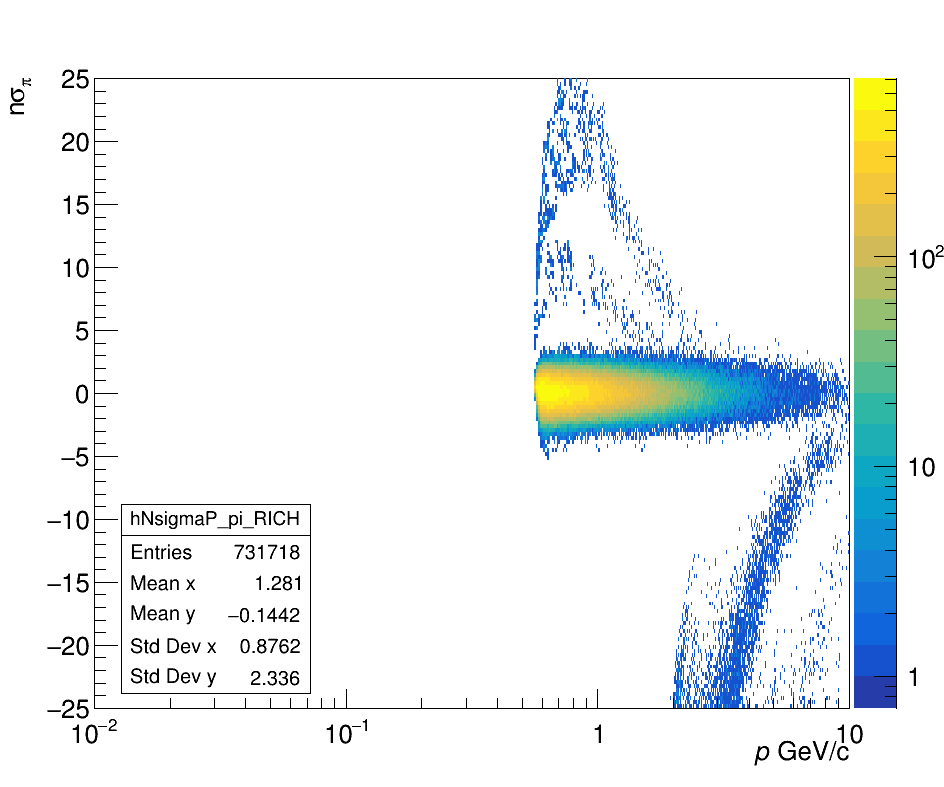 nσπ
25
20
15
10
5
0
−5
−10
−15
−20
−25
hNsigmaP_pi_RICH
Entries 731718
Mean x 1.281
Mean y −0.1442
Std Dev x 0.8762
Std Dev y 2.336
10−2 10−1 1 10
p GeV/c
102
10
1